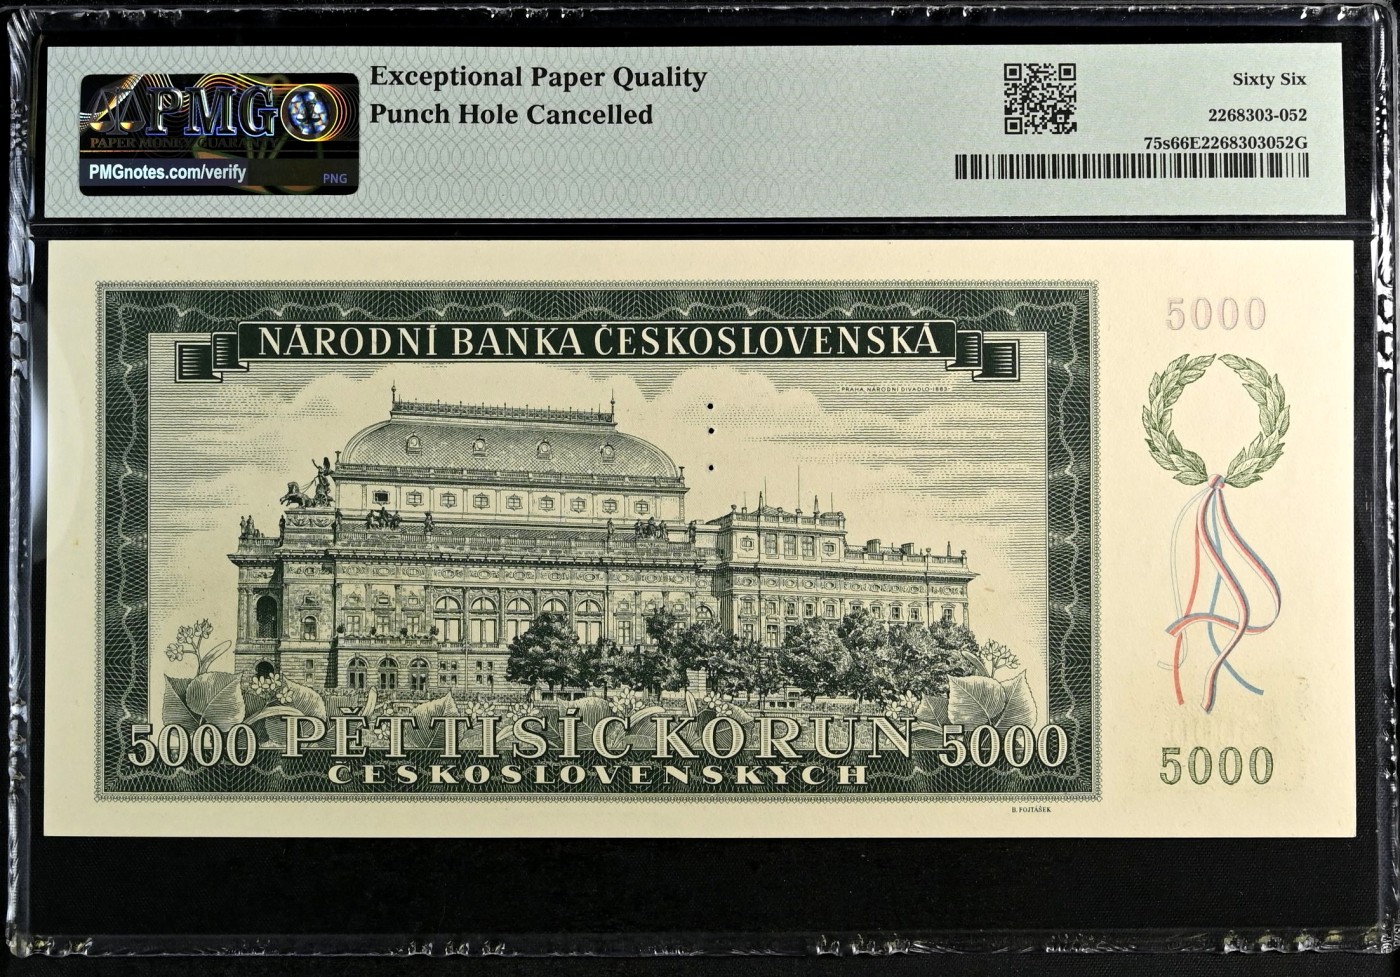 PMG
PAPER MONEY GUARANTY
PMGnotes.com/verify
PNG
Exceptional Paper Quality
Punch Hole Cancelled
Sixty Six
2268303-052
75s66E2268303052G
NÁRODNÍ BANKA ČESKOSLOVENSKÁ
PRAHA, NÁRODNÍ DIVADLO·1883·
5000
5000 PĚT TISÍC KORUN 5000
ČESKOSLOVENSKÝCH
5000
B. FOJTÁŠEK